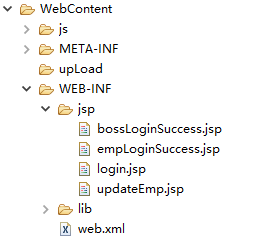 WebContent
js
META-INF
upLoad
WEB-INF
jsp
bossLoginSuccess.jsp
empLoginSuccess.jsp
login.jsp
updateEmp.jsp
lib
web.xml